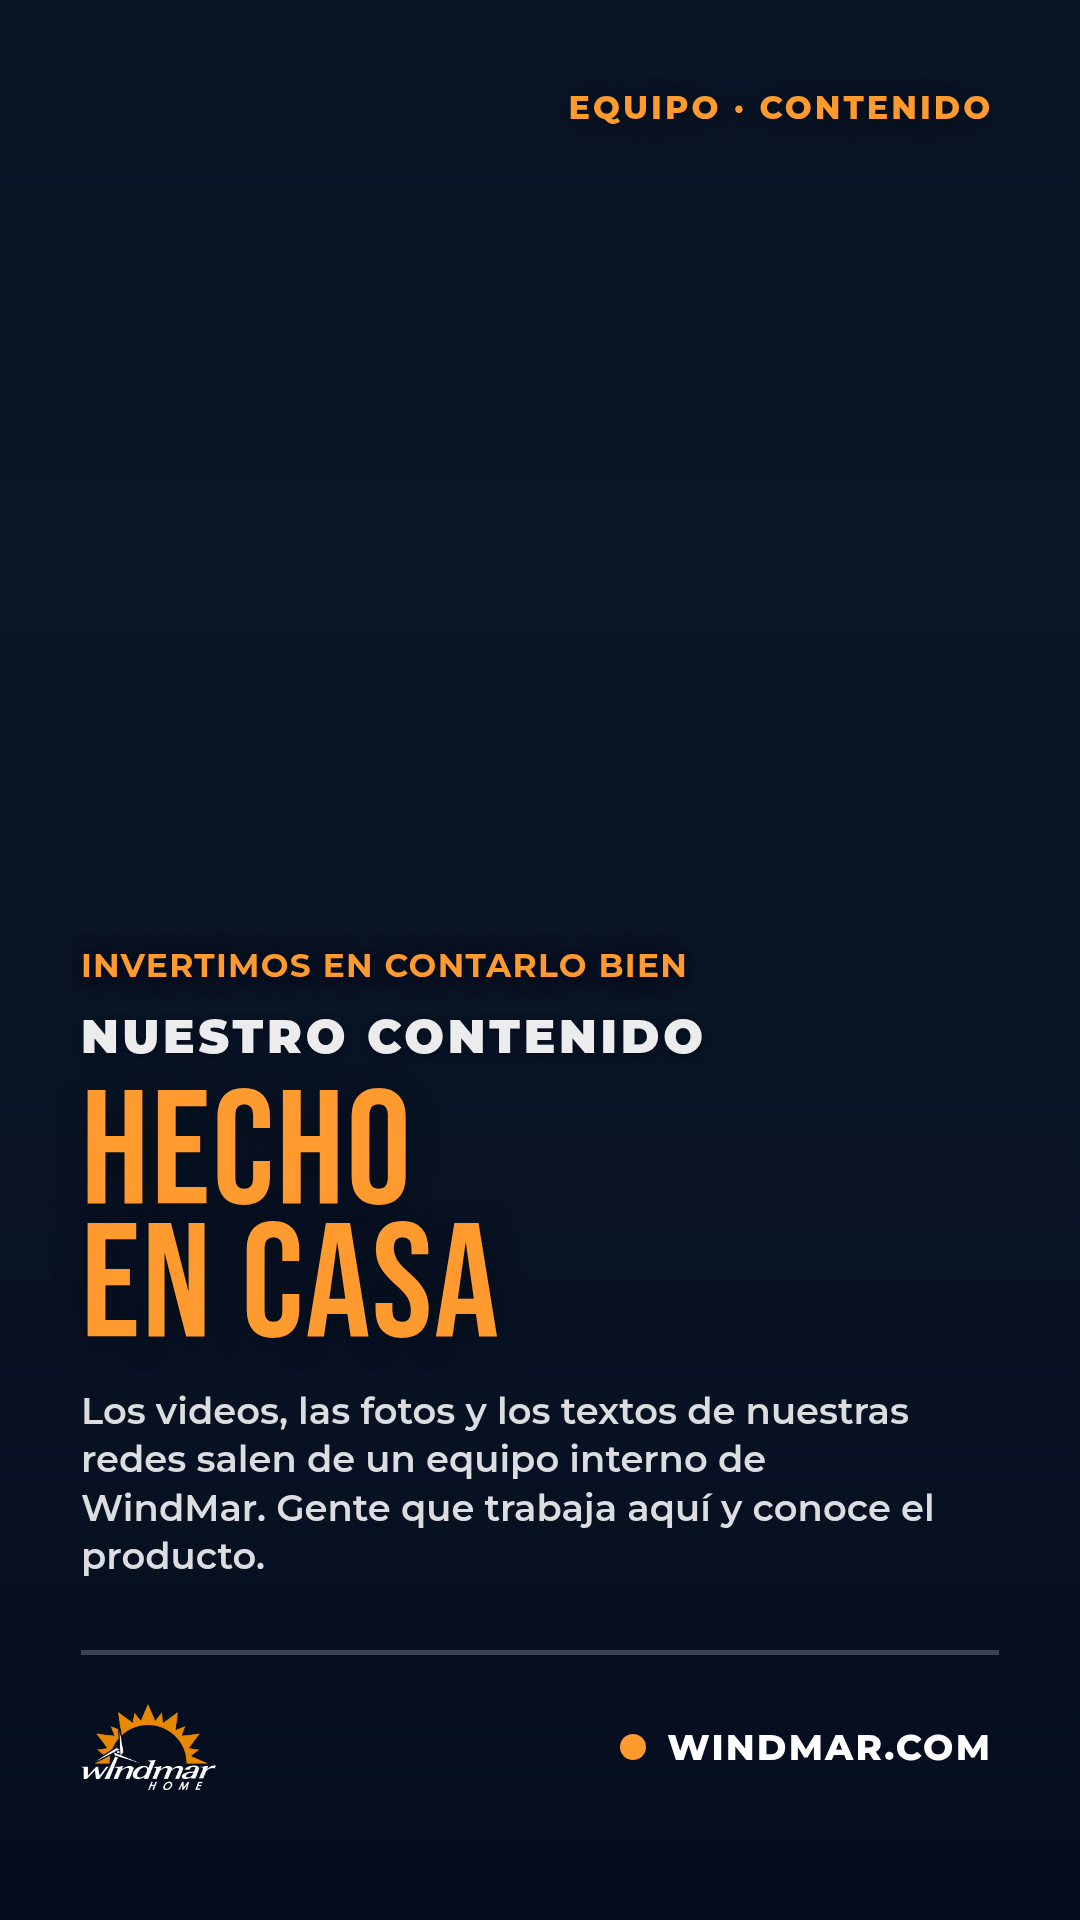 EQUIPO • CONTENIDO
INVERTIMOS EN CONTARLO BIEN
NUESTRO CONTENIDO
HECHO
EN CASA
Los videos, las fotos y los textos de nuestras
redes salen de un equipo interno de
WindMar. Gente que trabaja aquí y conoce el
producto.
windmar
HOME
WINDMAR.COM